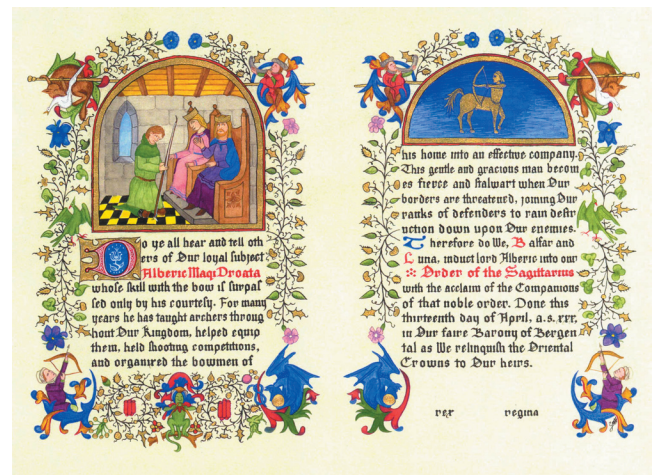 Do ye all hear and tell oth
ers of Our loyal subject
Alberic Maqi Droata
whose skill with the bow is surpas
sed only by his courtesy. For many
years he has taught archers throug
hout Our Kingdom, helped equip
them, held shooting competitions,
and organized the bowmen of
his home into an effective company.
This gentle and gracious man becom
es fierce and stalwart when Our
borders are threatened, joining Our
ranks of defenders to rain destr
uction down upon Our enemies.
Therefore do We, Balfar and
Luna, induct lord Alberic into our
Order of the Sagittarius
with the acclaim of the Companions
of that noble order. Done this
thirteenth day of April, a.s. xxx.
in Our faire Barony of Bergen
tal as We relinquish the Oriental
Crowns to Our heirs.
rex regina